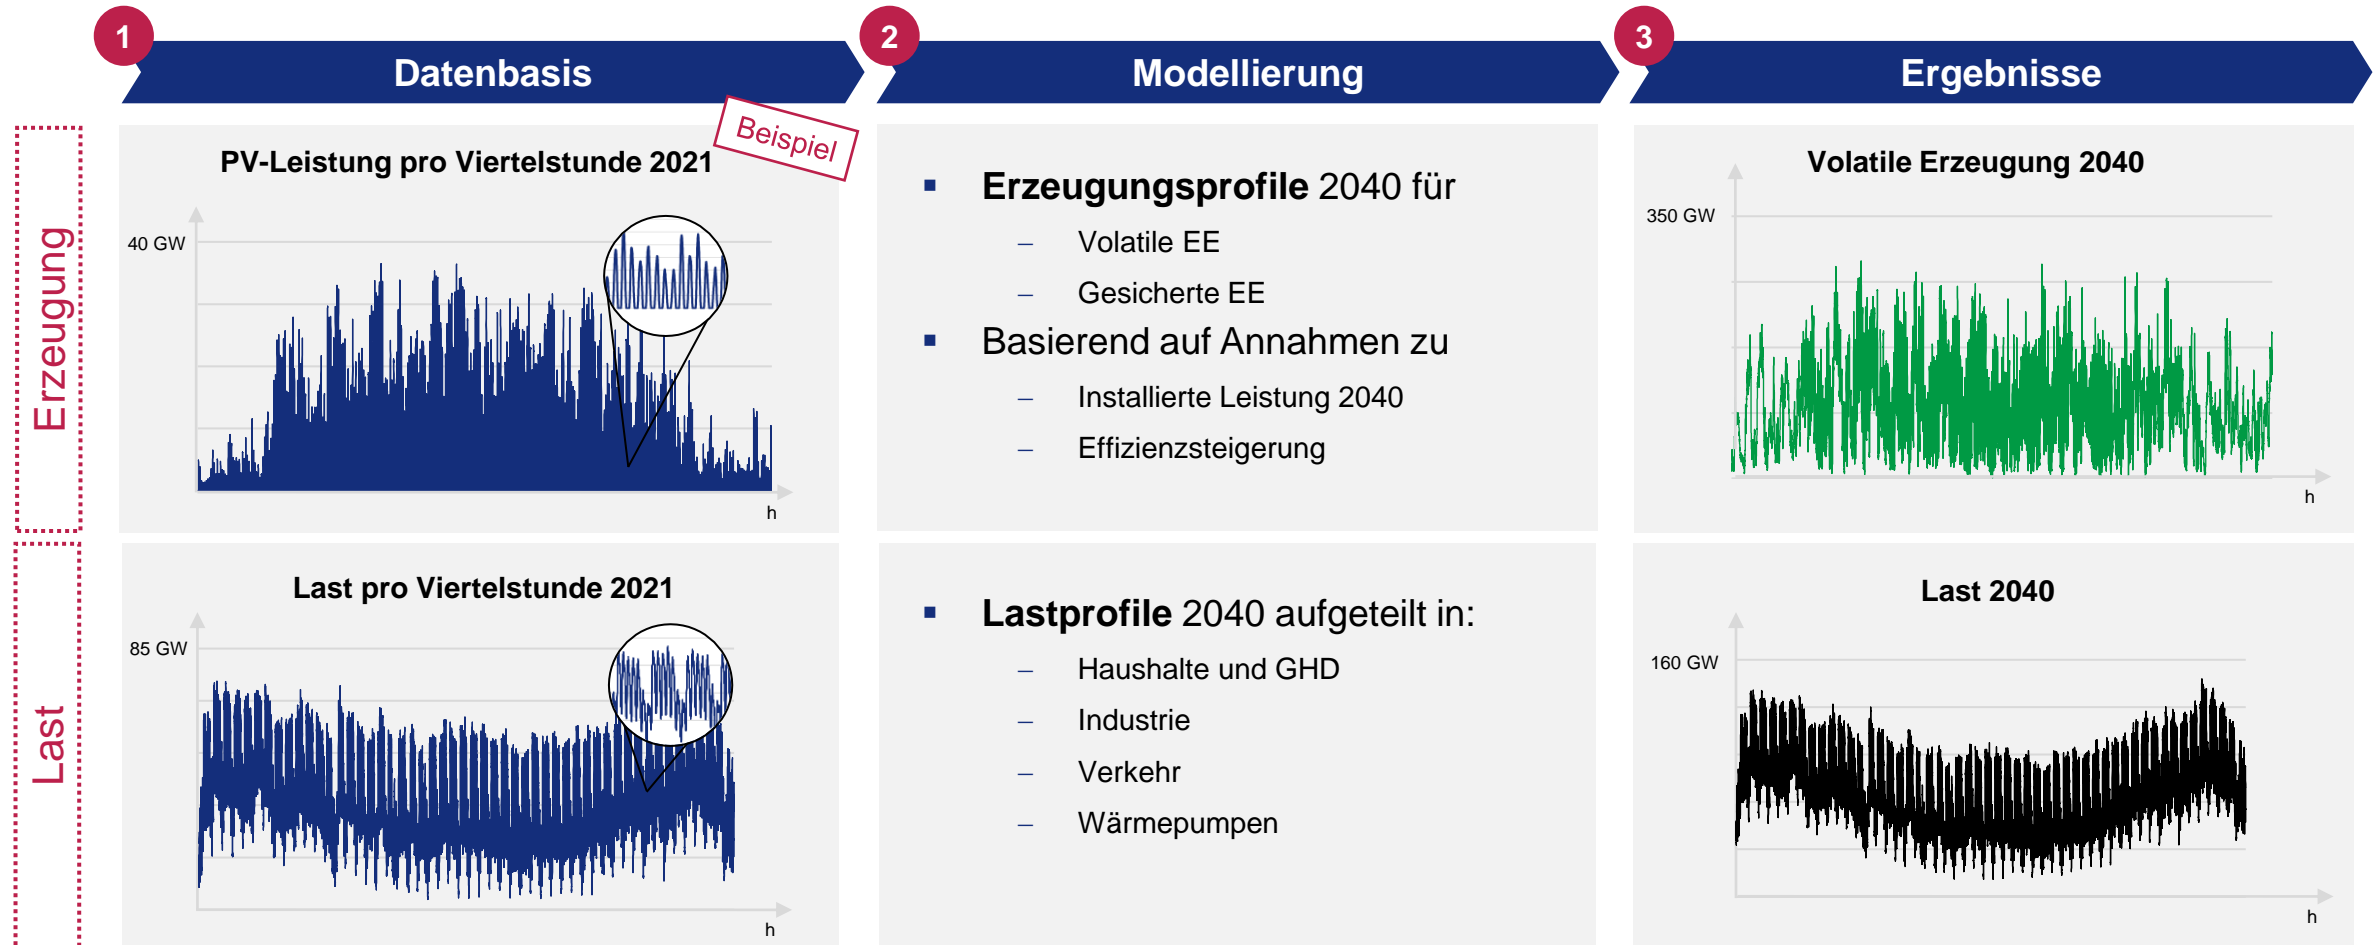 1
Datenbasis
2
Modellierung
3
Ergebnisse
Erzeugung
PV-Leistung pro Viertelstunde 2021
Beispiel
40 GW
h
▪ Erzeugungsprofile 2040 für
– Volatile EE
– Gesicherte EE
▪ Basierend auf Annahmen zu
– Installierte Leistung 2040
– Effizienzsteigerung
Volatile Erzeugung 2040
350 GW
h
Last
Last pro Viertelstunde 2021
85 GW
h
▪ Lastprofile 2040 aufgeteilt in:
– Haushalte und GHD
– Industrie
– Verkehr
– Wärmepumpen
Last 2040
160 GW
h